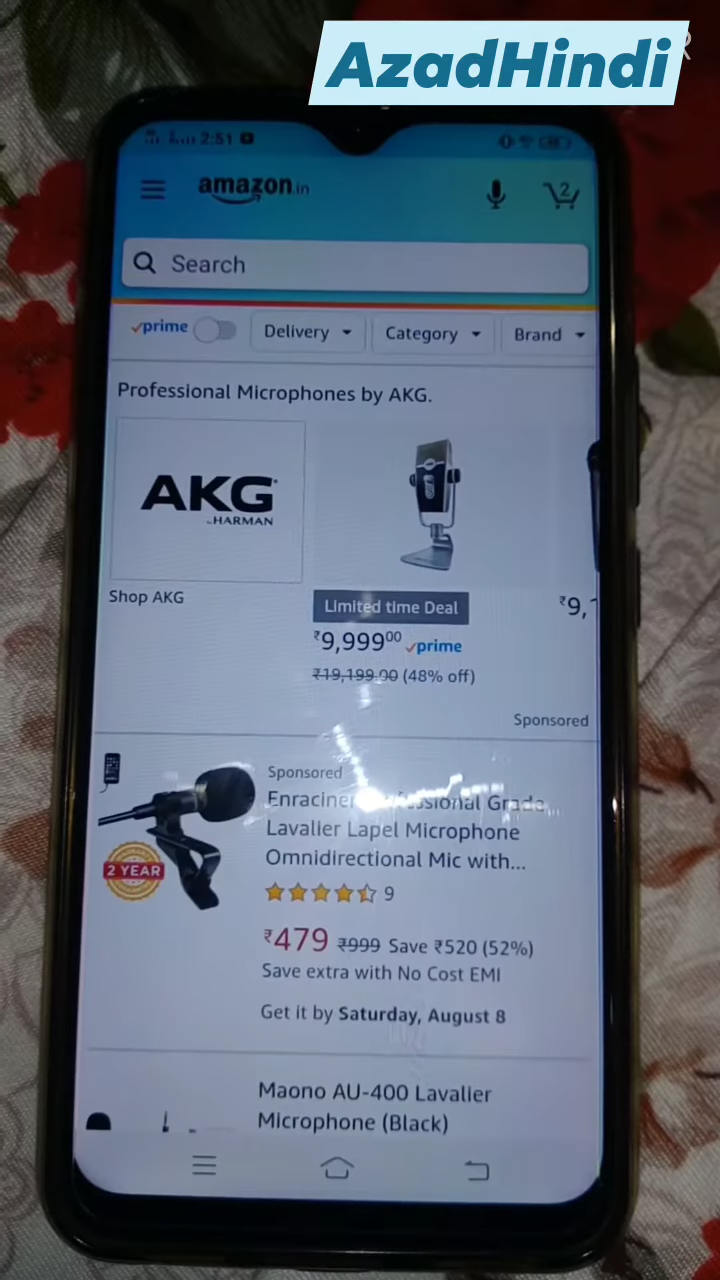 AzadHindi
R
2:51
amazon.in
2
Search
prime
Delivery
Category
Brand
Professional Microphones by AKG.
AKG
HARMAN
Shop AKG
Limited time Deal
₹9,99900 prime
₹9,
₹19,199.00 (48% off)
Sponsored
Sponsored
Lavalier Lapel Microphone
Omnidirectional Mic with...
2 YEAR
9
₹479 ₹999 Save ₹520 (52%)
Save extra with No Cost EMI
Get it by Saturday, August 8
Maono AU-400 Lavalier
Microphone (Black)